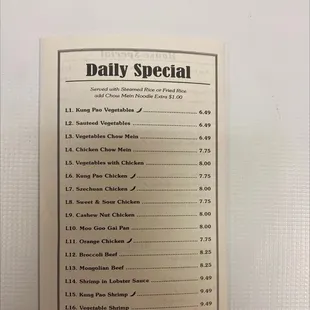 Daily Special
Served with Steamed Rice or Fried Rice
add Chow Mein Noodle Extra $1.00
L1. Kung Pao Vegetables 6.49
L2. Sauteed Vegetables 6.49
L3. Vegetables Chow Mein 6.49
L4. Chicken Chow Mein 7.75
L5. Vegetables with Chicken 8.00
L6. Kung Pao Chicken 7.75
L7. Szechuan Chicken 8.00
L8. Sweet & Sour Chicken 8.00
L9. Cashew Nut Chicken 8.00
L10. Moo Goo Gai Pan 8.00
L11. Orange Chicken 7.75
L12. Broccoli Beef 8.25
L13. Mongolian Beef 8.25
L14. Shrimp in Lobster Sauce 9.49
L15. Kung Pao Shrimp 9.49
L16. Vegetable Shrimp 9.49